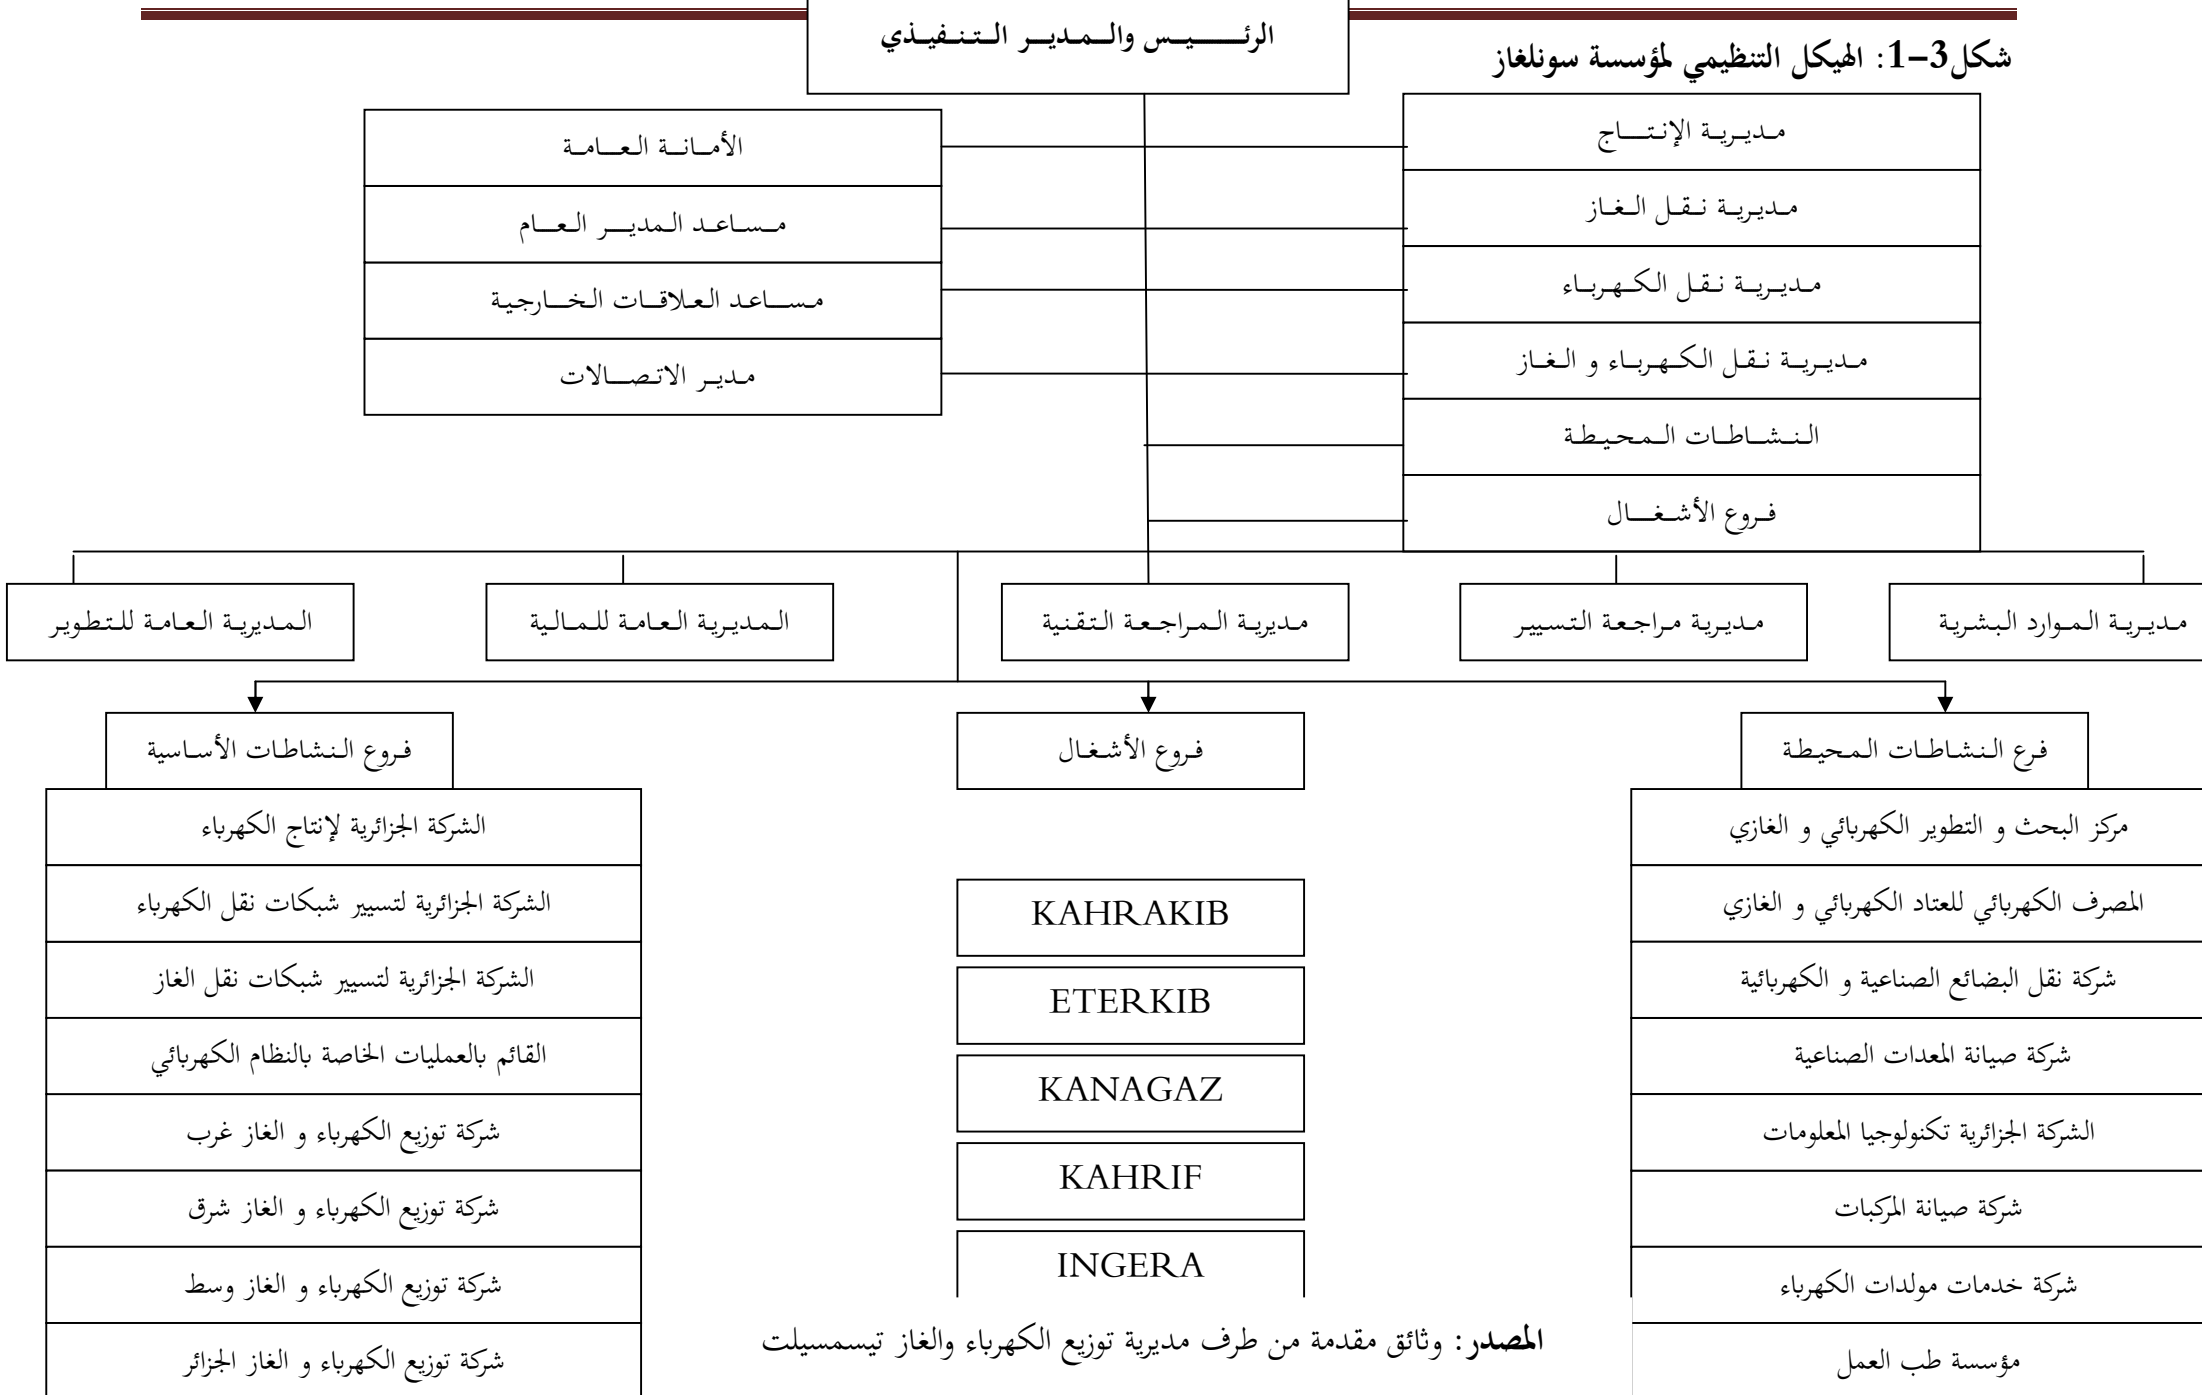 الرئيس والمدير التنفيذي
شكل3-1: الهيكل التنظيمي لمؤسسة سونلغاز
مديرية الإنتاج
مديرية نقل الغاز
مديرية نقل الكهرباء
مديرية نقل الكهرباء و الغاز
النشاطات المحيطة
فروع الأشغال
الأمانة العامة
مساعد المدير العام
مساعد العلاقات الخارجية
مدير الاتصالات
مديرية الموارد البشرية
مديرية مراجعة التسيير
مديرية المراجعة التقنية
المديرية العامة للمالية
المديرية العامة للتطوير
فرع النشاطات المحيطة
مركز البحث و التطوير الكهربائي و الغازي
المصرف الكهربائي للعتاد الكهربائي و الغازي
شركة نقل البضائع الصناعية و الكهربائية
شركة صيانة المعدات الصناعية
الشركة الجزائرية تكنولوجيا المعلومات
شركة صيانة المركبات
شركة خدمات مولدات الكهرباء
مؤسسة طب العمل
فروع الأشغال
KAHRAKIB
ETERKIB
KANAGAZ
KAHRIF
INGERA
فروع النشاطات الأساسية
الشركة الجزائرية لإنتاج الكهرباء
الشركة الجزائرية لتسيير شبكات نقل الكهرباء
الشركة الجزائرية لتسيير شبكات نقل الغاز
القائم بالعمليات الخاصة بالنظام الكهربائي
شركة توزيع الكهرباء و الغاز غرب
شركة توزيع الكهرباء و الغاز شرق
شركة توزيع الكهرباء و الغاز وسط
شركة توزيع الكهرباء و الغاز الجزائر
المصدر: وثائق مقدمة من طرف مديرية توزيع الكهرباء والغاز تيسمسيلت